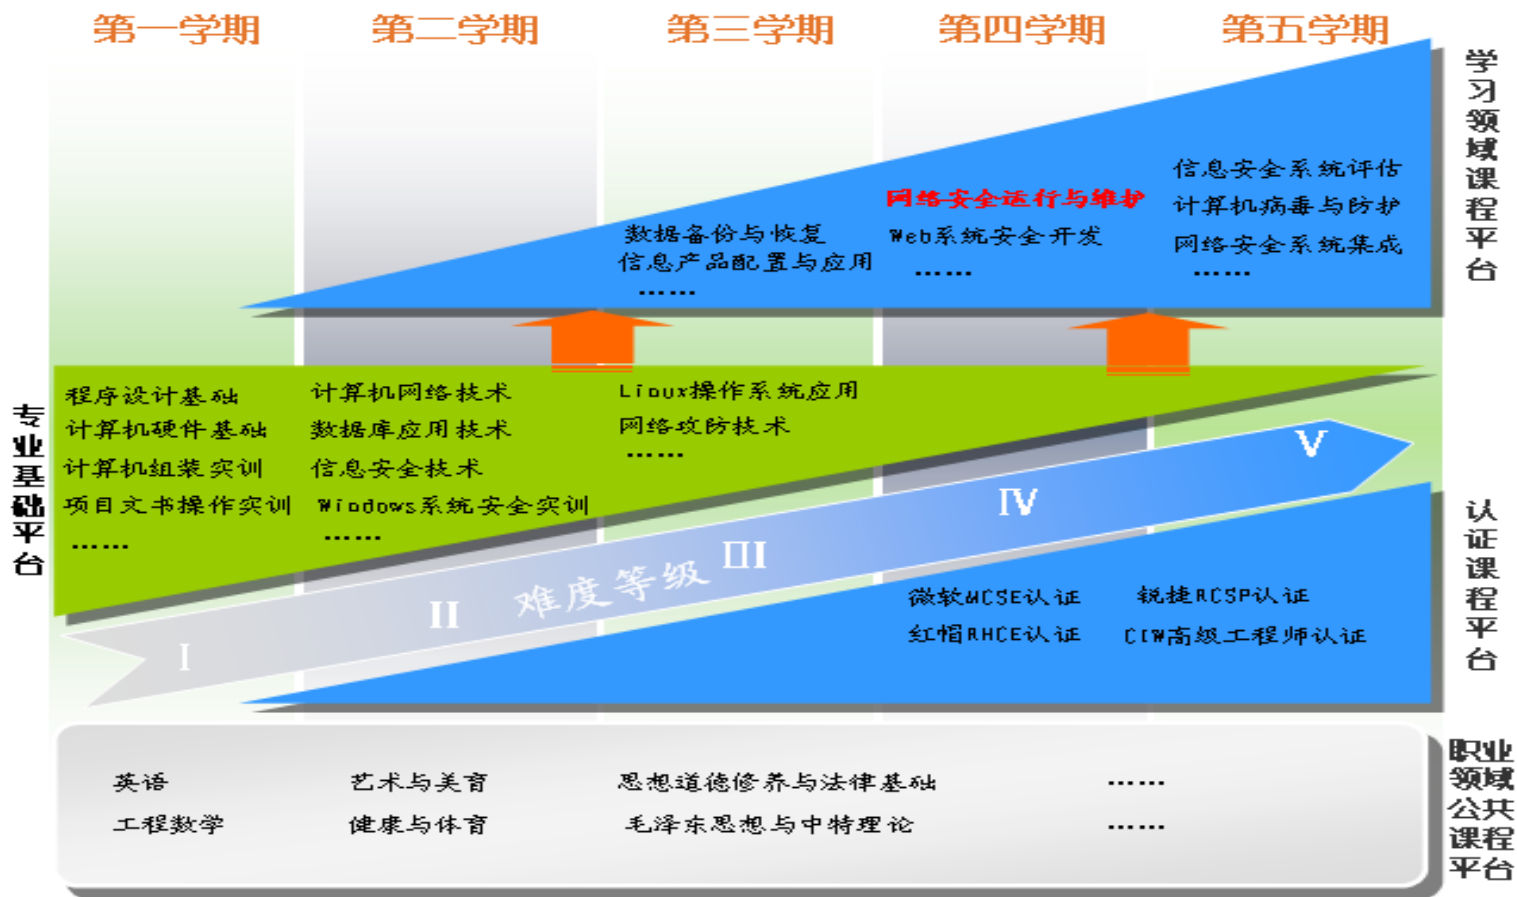 第一学期
第二学期
第三学期
第四学期
第五学期
学习领域课程平台
信息安全系统评估
计算机病毒与防护
网络安全系统集成
……
网络安全运行与维护
Web系统安全开发
……
数据备份与恢复
信息产品配置与应用
……
专业基础平台
程序设计基础
计算机硬件基础
计算机组装实训
项目文书操作实训
……
计算机网络技术
数据库应用技术
信息安全技术
Windows系统安全实训
……
Linux操作系统应用
网络攻防技术
……
I
II
难度等级
III
IV
V
认证课程平台
微软MCSE认证
锐捷RCSP认证
红帽RHCE认证
CIW高级工程师认证
职业领域公共课程平台
英语
艺术与美育
思想道德修养与法律基础
……
工程数学
健康与体育
毛泽东思想与中特理论
……